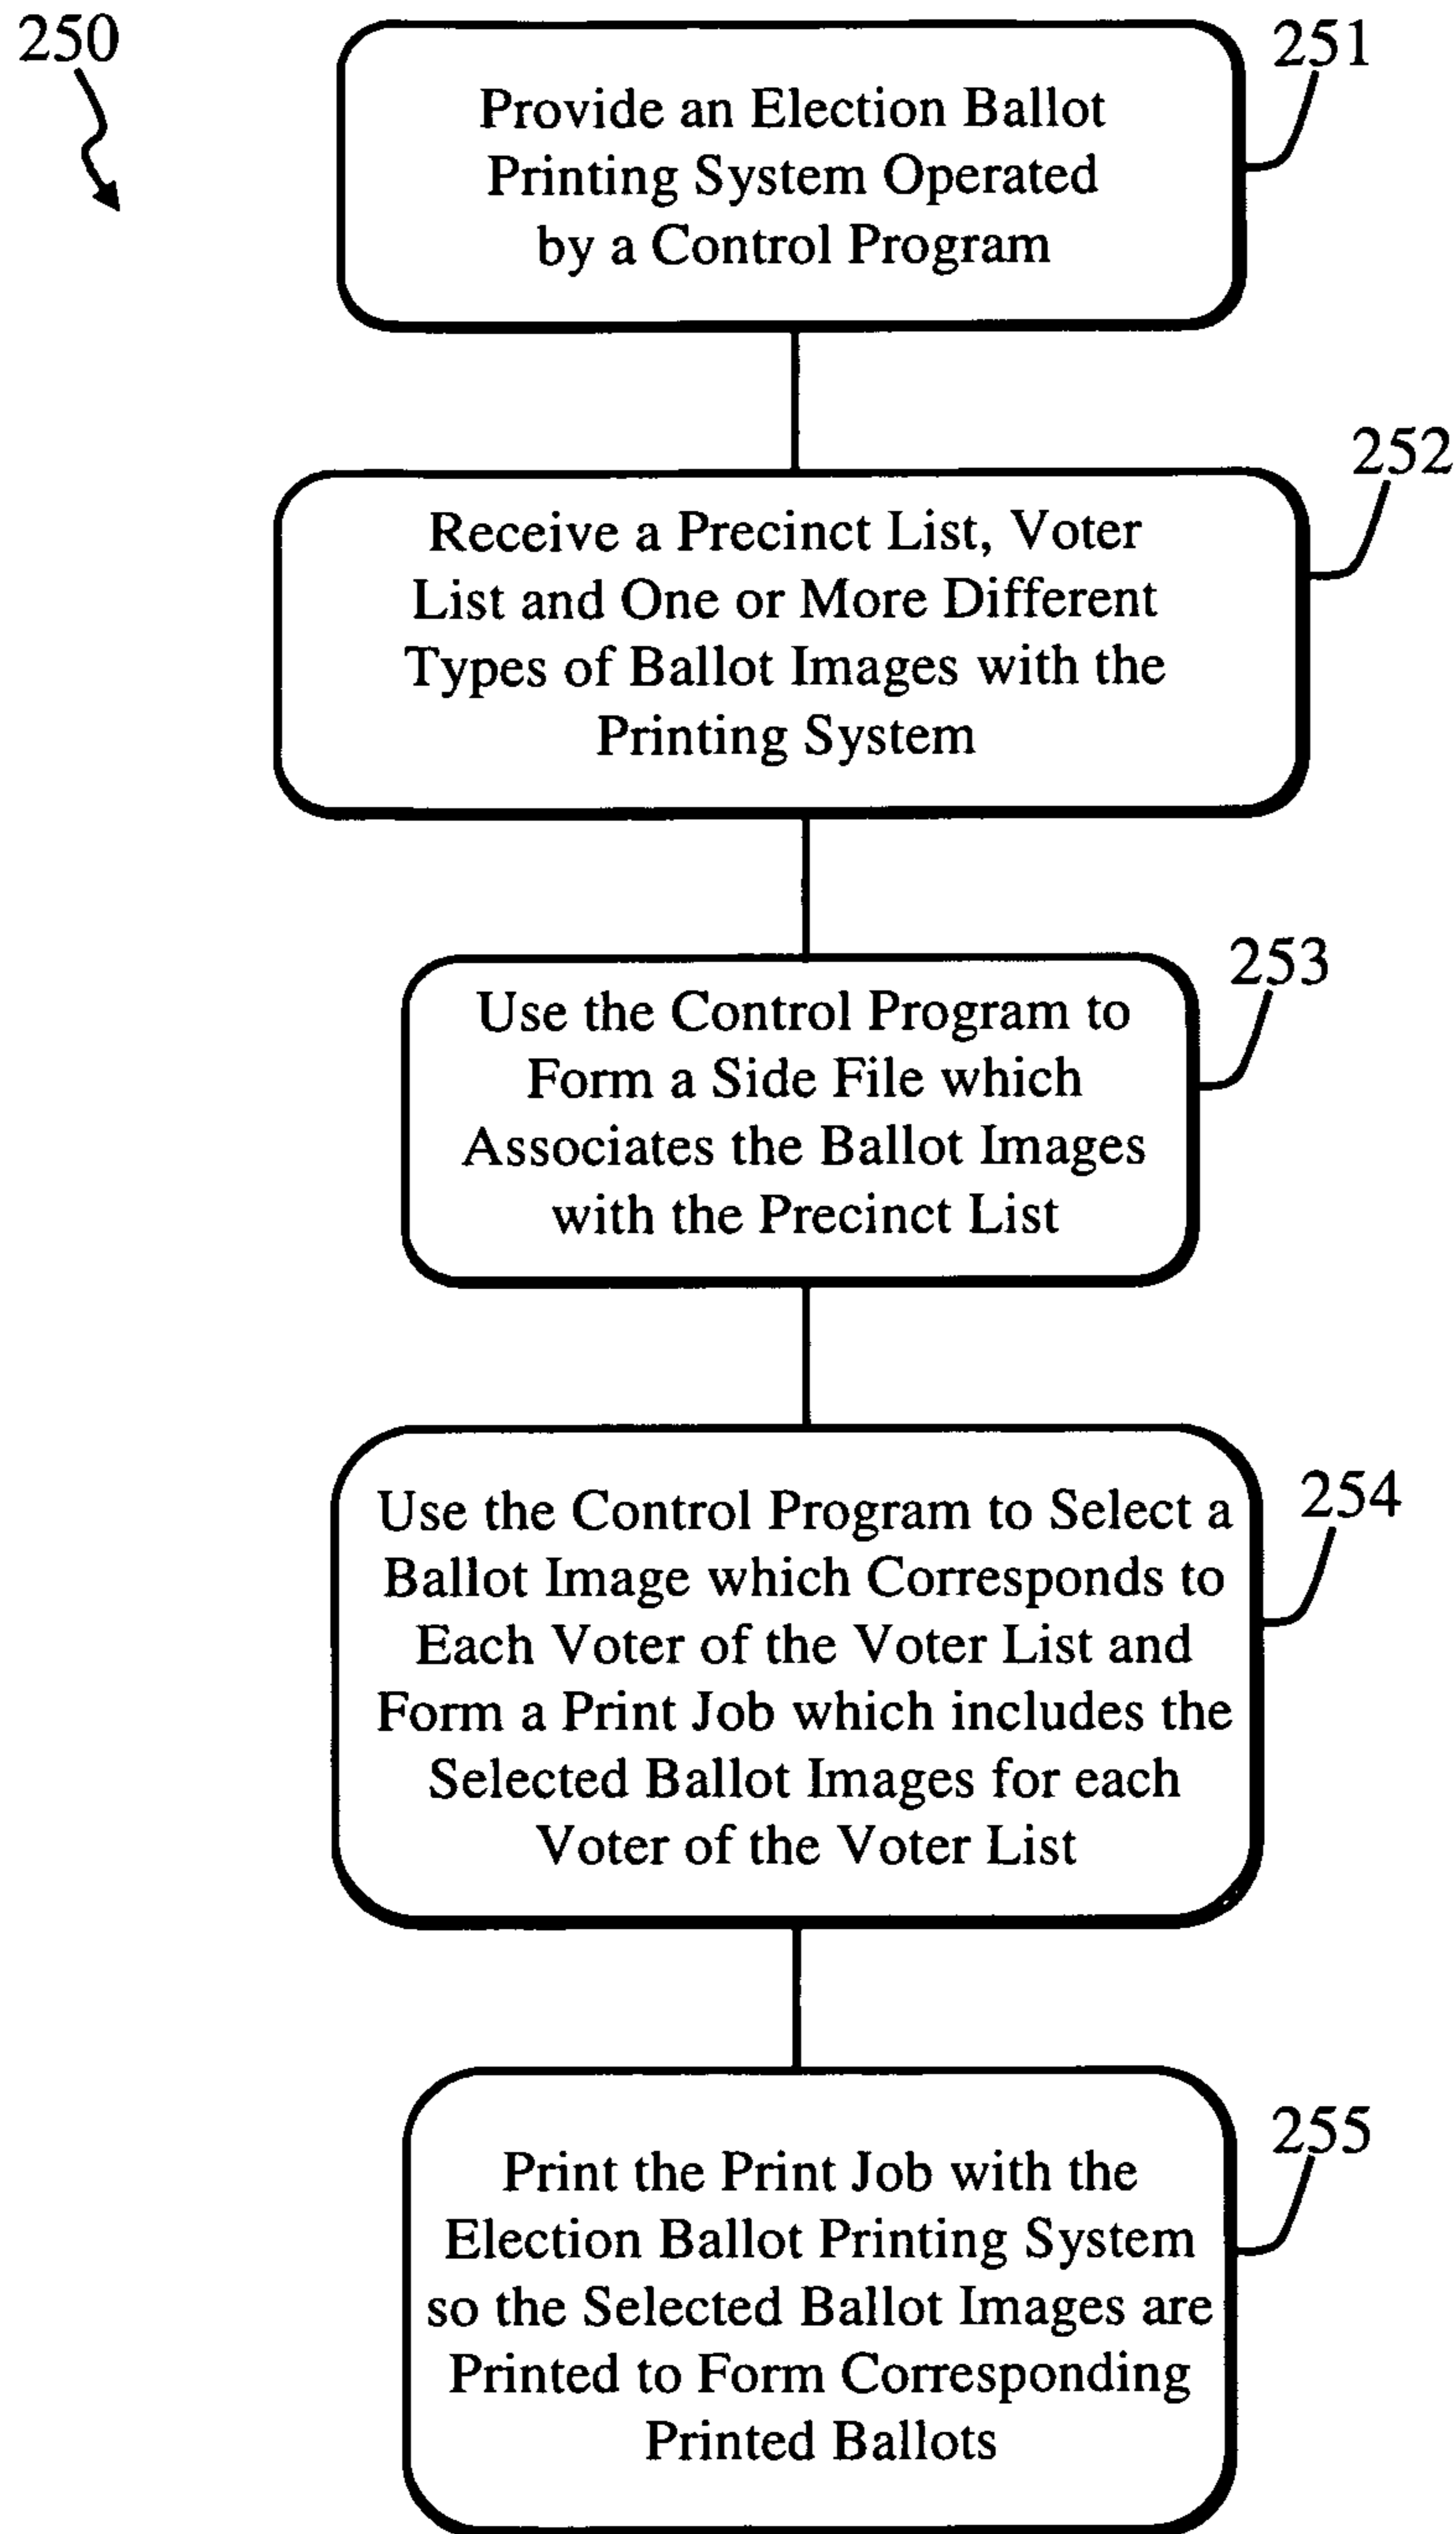 250
251
Provide an Election Ballot
Printing System Operated
by a Control Program
252
Receive a Precinct List, Voter
List and One or More Different
Types of Ballot Images with the
Printing System
253
Use the Control Program to
Form a Side File which
Associates the Ballot Images
with the Precinct List
254
Use the Control Program to Select a
Ballot Image which Corresponds to
Each Voter of the Voter List and
Form a Print Job which includes the
Selected Ballot Images for each
Voter of the Voter List
255
Print the Print Job with the
Election Ballot Printing System
so the Selected Ballot Images are
Printed to Form Corresponding
Printed Ballots